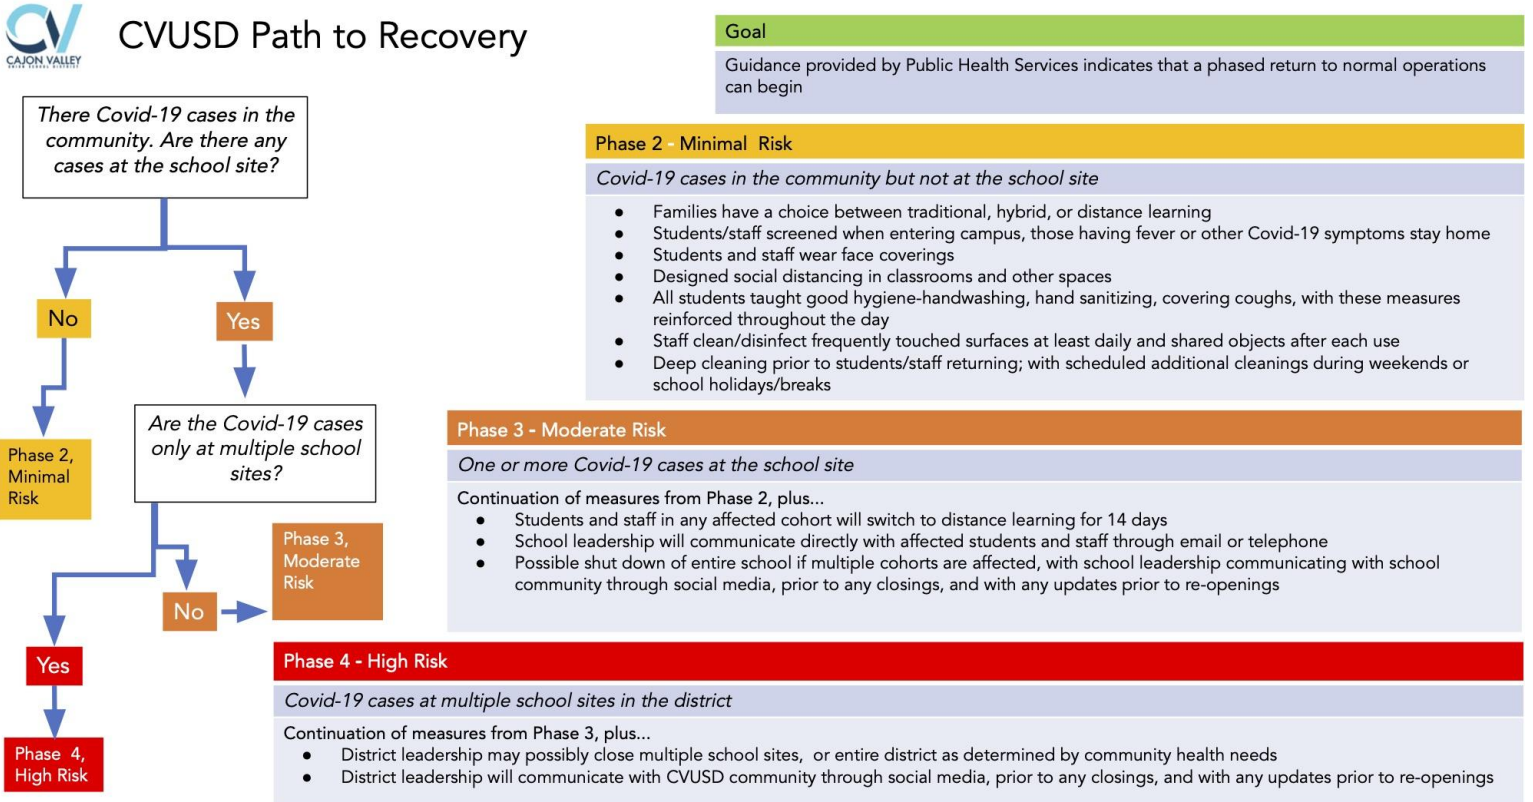 CV
CAJON VALLEY
UNION SCHOOL DISTRICT
CVUSD Path to Recovery
Goal
Guidance provided by Public Health Services indicates that a phased return to normal operations
can begin
There Covid-19 cases in the
community. Are there any
cases at the school site?
No
Yes
Phase 2,
Minimal
Risk
Are the Covid-19 cases
only at multiple school
sites?
No
Phase 3,
Moderate
Risk
Yes
Phase 4,
High Risk
Phase 2 - Minimal Risk
Covid-19 cases in the community but not at the school site
● Families have a choice between traditional, hybrid, or distance learning
● Students/staff screened when entering campus, those having fever or other Covid-19 symptoms stay home
● Students and staff wear face coverings
● Designed social distancing in classrooms and other spaces
● All students taught good hygiene-handwashing, hand sanitizing, covering coughs, with these measures
reinforced throughout the day
● Staff clean/disinfect frequently touched surfaces at least daily and shared objects after each use
● Deep cleaning prior to students/staff returning; with scheduled additional cleanings during weekends or
school holidays/breaks
Phase 3 - Moderate Risk
One or more Covid-19 cases at the school site
Continuation of measures from Phase 2, plus...
● Students and staff in any affected cohort will switch to distance learning for 14 days
● School leadership will communicate directly with affected students and staff through email or telephone
● Possible shut down of entire school if multiple cohorts are affected, with school leadership communicating with school
community through social media, prior to any closings, and with any updates prior to re-openings
Phase 4 - High Risk
Covid-19 cases at multiple school sites in the district
Continuation of measures from Phase 3, plus...
● District leadership may possibly close multiple school sites, or entire district as determined by community health needs
● District leadership will communicate with CVUSD community through social media, prior to any closings, and with any updates prior to re-openings